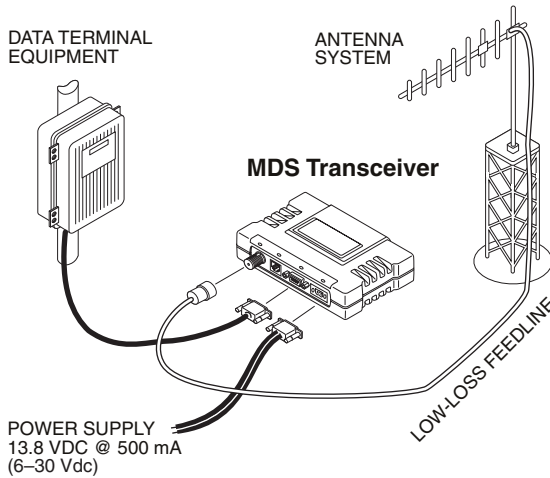 DATA TERMINAL
EQUIPMENT
ANTENNA
SYSTEM
MDS Transceiver
LOW-LOSS FEEDLINE
POWER SUPPLY
13.8 VDC @ 500 mA
(6–30 Vdc)